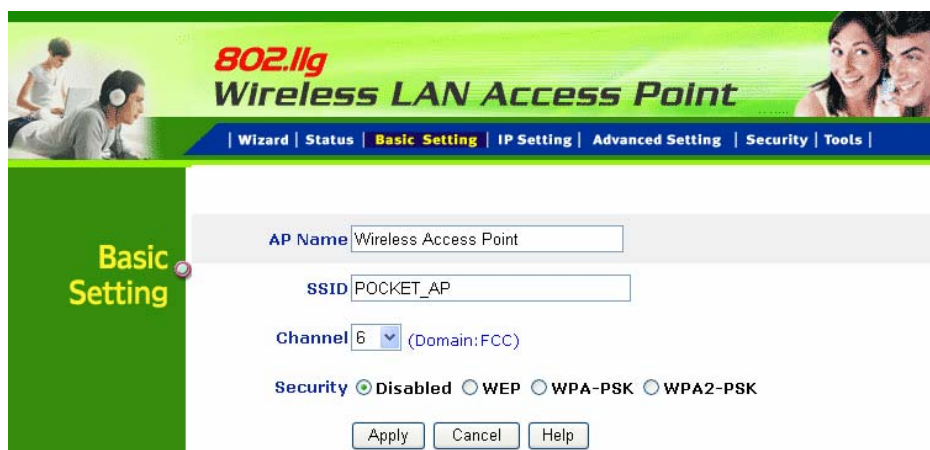 802.11g
Wireless LAN Access Point
| Wizard | Status | Basic Setting | IP Setting | Advanced Setting | Security | Tools |
Basic Setting
AP Name Wireless Access Point
SSID POCKET_AP
Channel 6 (Domain:FCC)
Security Disabled WEP WPA-PSK WPA2-PSK
Apply Cancel Help